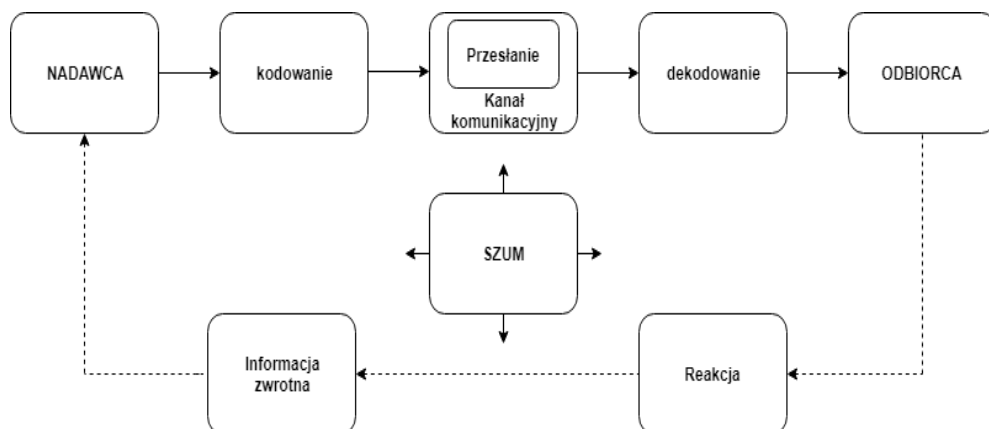 NADAWCA
kodowanie
Przesłanie
Kanał
komunikacyjny
dekodowanie
ODBIORCA
SZUM
Informacja
zwrotna
Reakcja